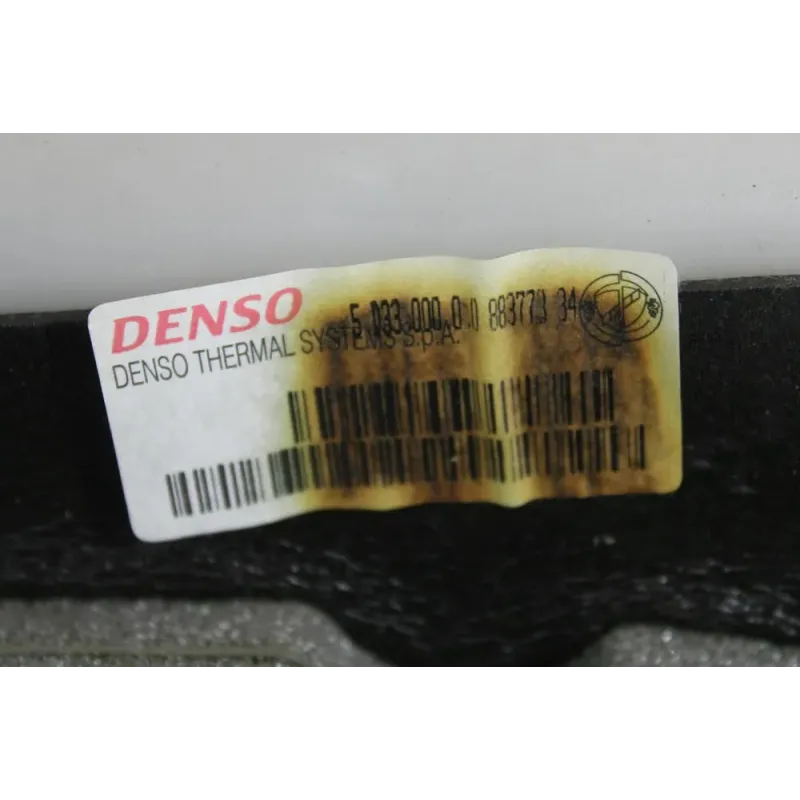 DENSO
5.033.000.0.0 883773 34
DENSO THERMAL SYSTEMS S.p.A.